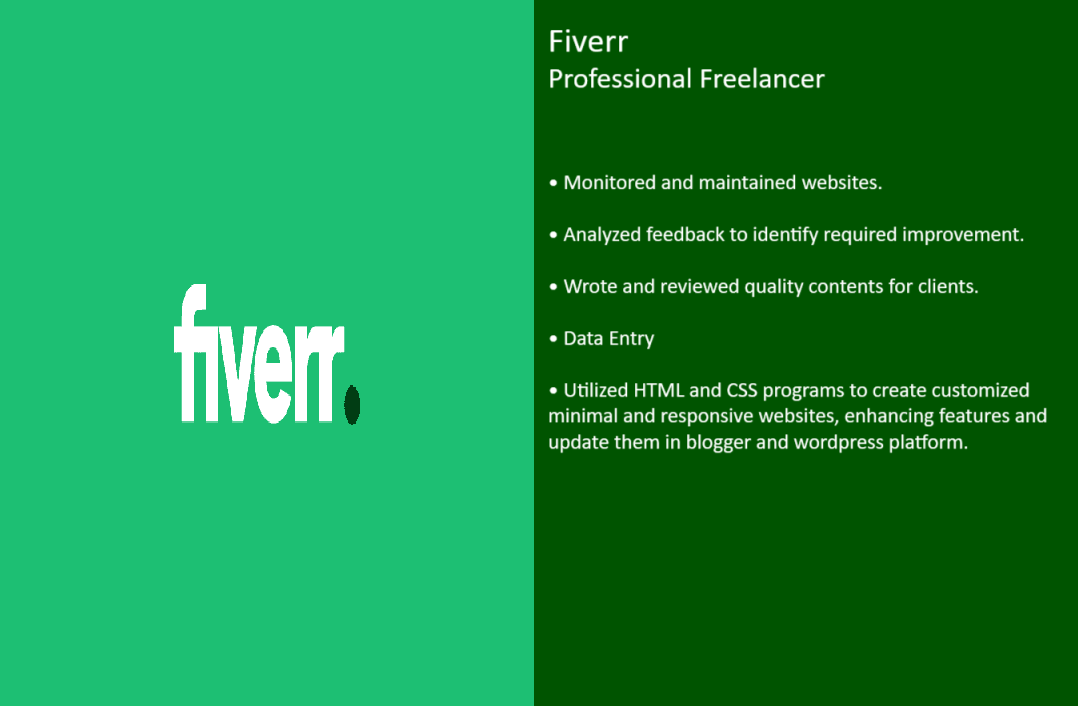 fiverr.
Fiverr
Professional Freelancer
• Monitored and maintained websites.
• Analyzed feedback to identify required improvement.
• Wrote and reviewed quality contents for clients.
• Data Entry
• Utilized HTML and CSS programs to create customized
minimal and responsive websites, enhancing features and
update them in blogger and wordpress platform.